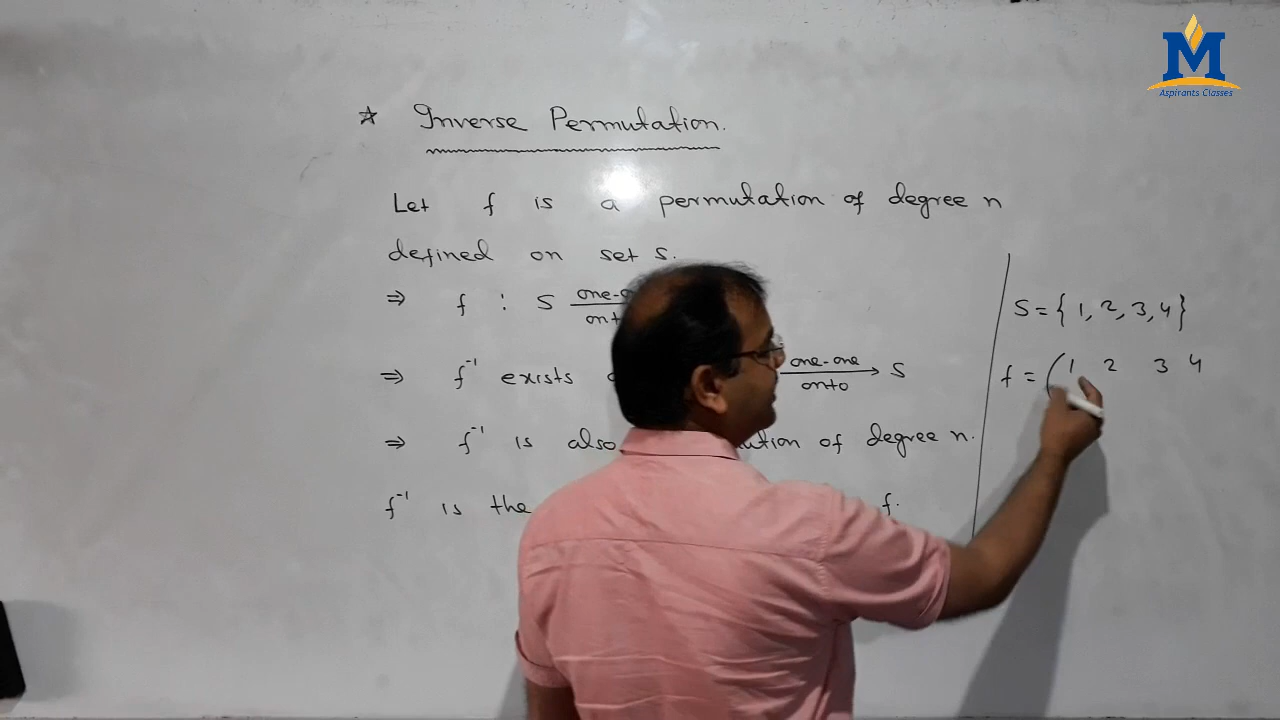 M
Aspirants Classes
* Inverse Permutation.
Let f is a permutation of degree n
defined on set S.
⇒ f : S
⇒ f⁻¹ exists one-one onto → S
⇒ f⁻¹ is also of degree n.
f⁻¹ is the f.
S = { 1, 2, 3, 4 }
f = ( 1 2 3 4